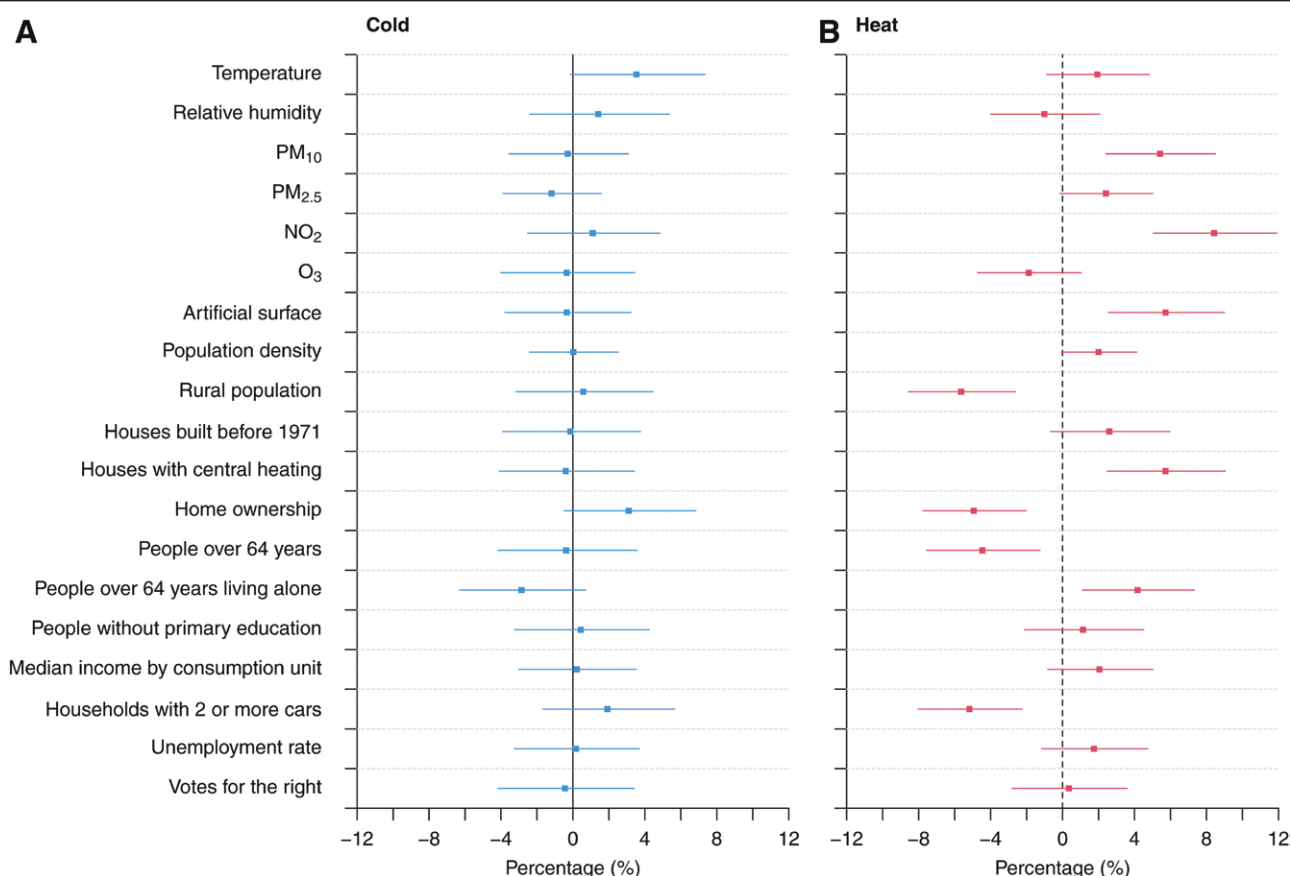 A Cold B Heat
Temperature
Relative humidity
PM10
PM2.5
NO2
O3
Artificial surface
Population density
Rural population
Houses built before 1971
Houses with central heating
Home ownership
People over 64 years
People over 64 years living alone
People without primary education
Median income by consumption unit
Households with 2 or more cars
Unemployment rate
Votes for the right
−12 −8 −4 0 4 8 12 −12 −8 −4 0 4 8 12
Percentage (%) Percentage (%)